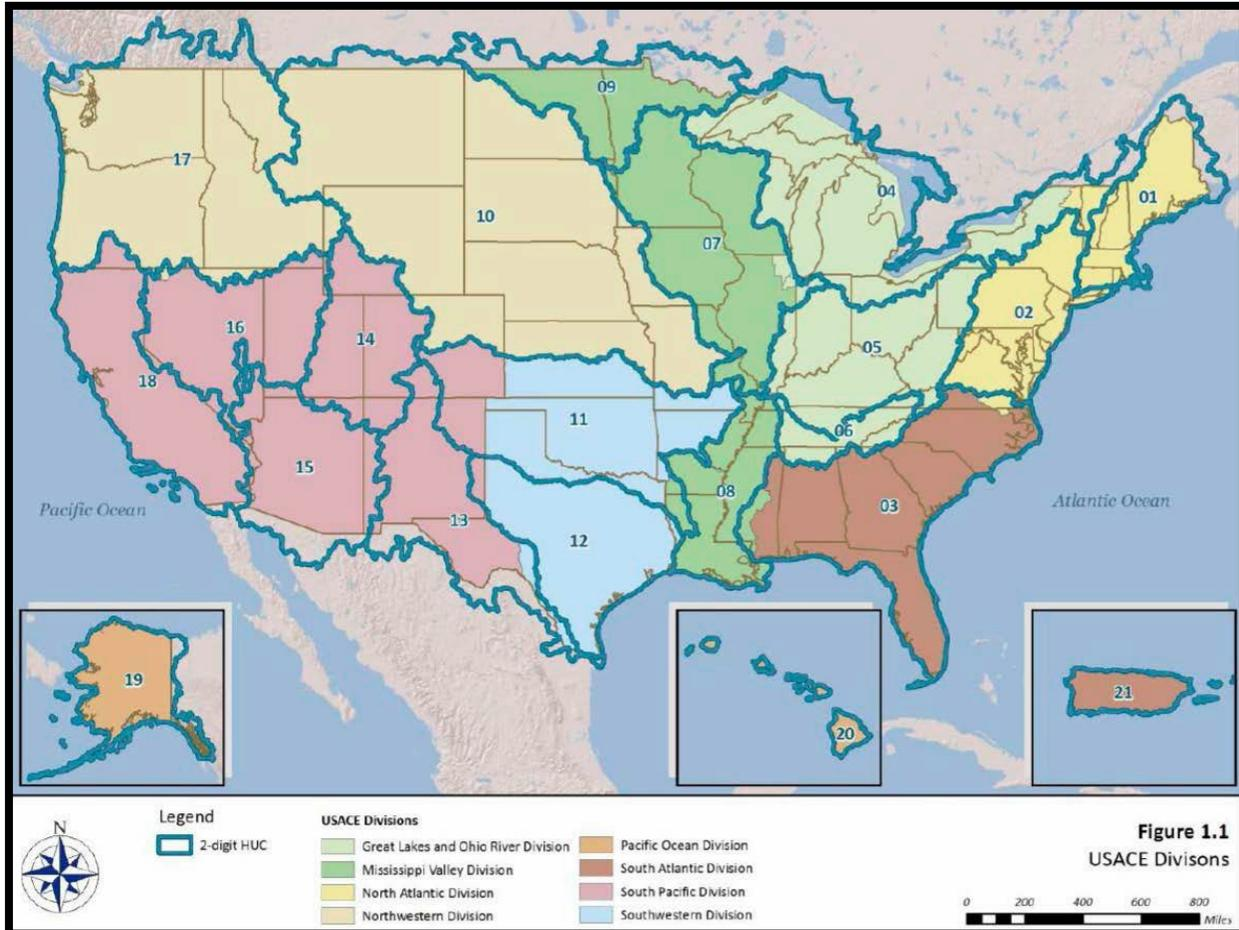 09
17
04
01
10
07
02
16
14
05
18
11
06
15
08
03
Pacific Ocean
Atlantic Ocean
13
12
19
20
21
N
Legend
2-digit HUC
USACE Divisions
Great Lakes and Ohio River Division
Mississippi Valley Division
North Atlantic Division
Northwestern Division
Pacific Ocean Division
South Atlantic Division
South Pacific Division
Southwestern Division
Figure 1.1
USACE Divisons
0 200 400 600 800
Miles